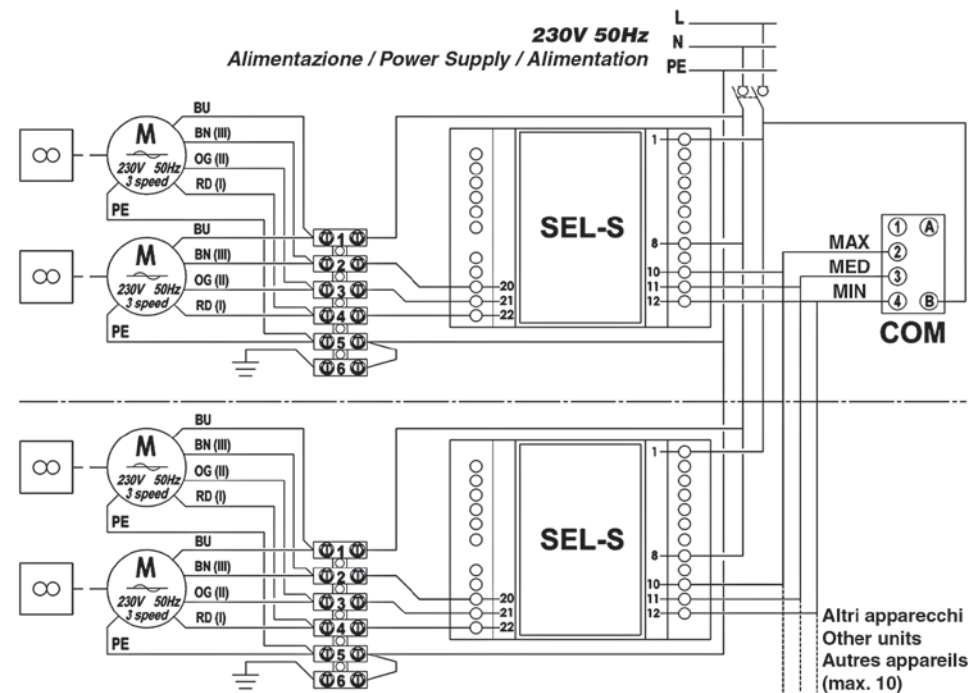 L
230V 50Hz
N
Alimentazione / Power Supply / Alimentation
PE
BU
M
BN (III)
OG (II)
230V 50Hz
3 speed
RD (I)
PE
BU
M
BN (III)
OG (II)
230V 50Hz
3 speed
RD (I)
PE
1
2
3
4
5
6
SEL-S
1
8
10
11
12
20
21
22
MAX
MED
MIN
1 A
2
3
4 B
COM
BU
M
BN (III)
OG (II)
230V 50Hz
3 speed
RD (I)
PE
BU
M
BN (III)
OG (II)
230V 50Hz
3 speed
RD (I)
PE
1
2
3
4
5
6
SEL-S
1
8
10
11
12
20
21
22
Altri apparecchi
Other units
Autres appareils
(max. 10)